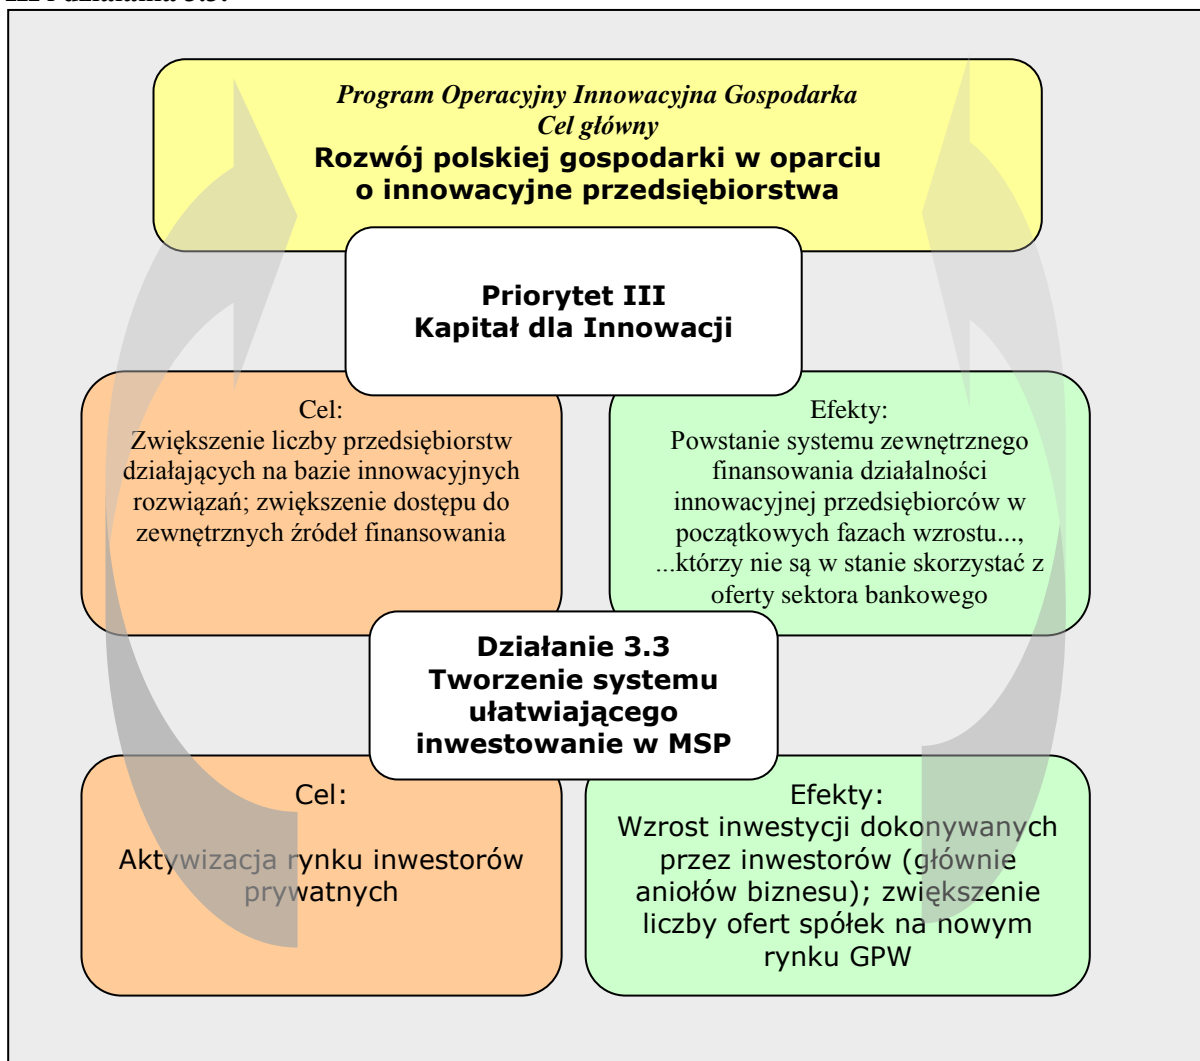 III i działania 3.3.
Program Operacyjny Innowacyjna Gospodarka
Cel główny
Rozwój polskiej gospodarki w oparciu
o innowacyjne przedsiębiorstwa
Priorytet III
Kapitał dla Innowacji
Cel:
Zwiększenie liczby przedsiębiorstw
działających na bazie innowacyjnych
rozwiązań; zwiększenie dostępu do
zewnętrznych źródeł finansowania
Efekty:
Powstanie systemu zewnętrznego
finansowania działalności
innowacyjnej przedsiębiorców w
początkowych fazach wzrostu...,
...którzy nie są w stanie skorzystać z
oferty sektora bankowego
Działanie 3.3
Tworzenie systemu
ułatwiającego
inwestowanie w MSP
Cel:
Aktywizacja rynku inwestorów
prywatnych
Efekty:
Wzrost inwestycji dokonywanych
przez inwestorów (głównie
aniołów biznesu); zwiększenie
liczby ofert spółek na nowym
rynku GPW